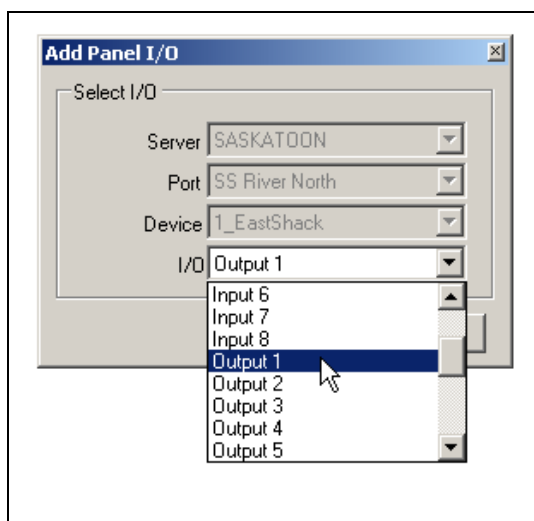 Add Panel I/O
Select I/O
Server SASKATOON
Port SS River North
Device 1_EastShack
I/O Output 1
Input 6
Input 7
Input 8
Output 1
Output 2
Output 3
Output 4
Output 5